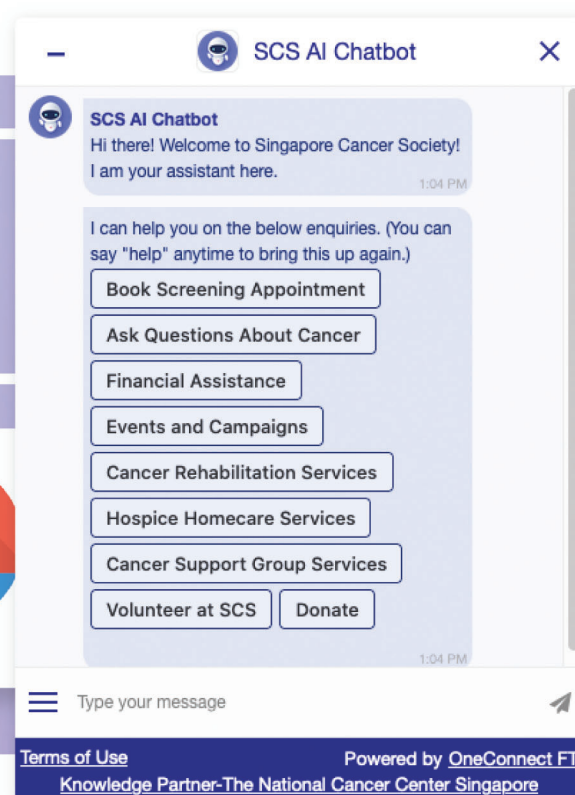 SCS AI Chatbot
SCS AI Chatbot
Hi there! Welcome to Singapore Cancer Society!
I am your assistant here.
1:04 PM
I can help you on the below enquiries. (You can
say "help" anytime to bring this up again.)
Book Screening Appointment
Ask Questions About Cancer
Financial Assistance
Events and Campaigns
Cancer Rehabilitation Services
Hospice Homecare Services
Cancer Support Group Services
Volunteer at SCS Donate
1:04 PM
Type your message
Terms of Use Powered by OneConnect FT
Knowledge Partner-The National Cancer Center Singapore